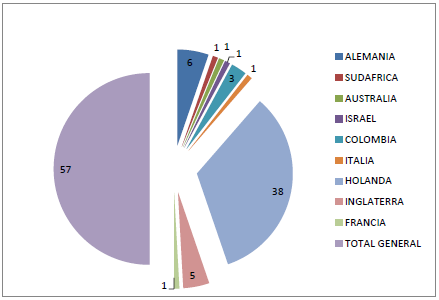 6
1
1
1
3
1
38
5
1
57
ALEMANIA
SUDAFRICA
AUSTRALIA
ISRAEL
COLOMBIA
ITALIA
HOLANDA
INGLATERRA
FRANCIA
TOTAL GENERAL